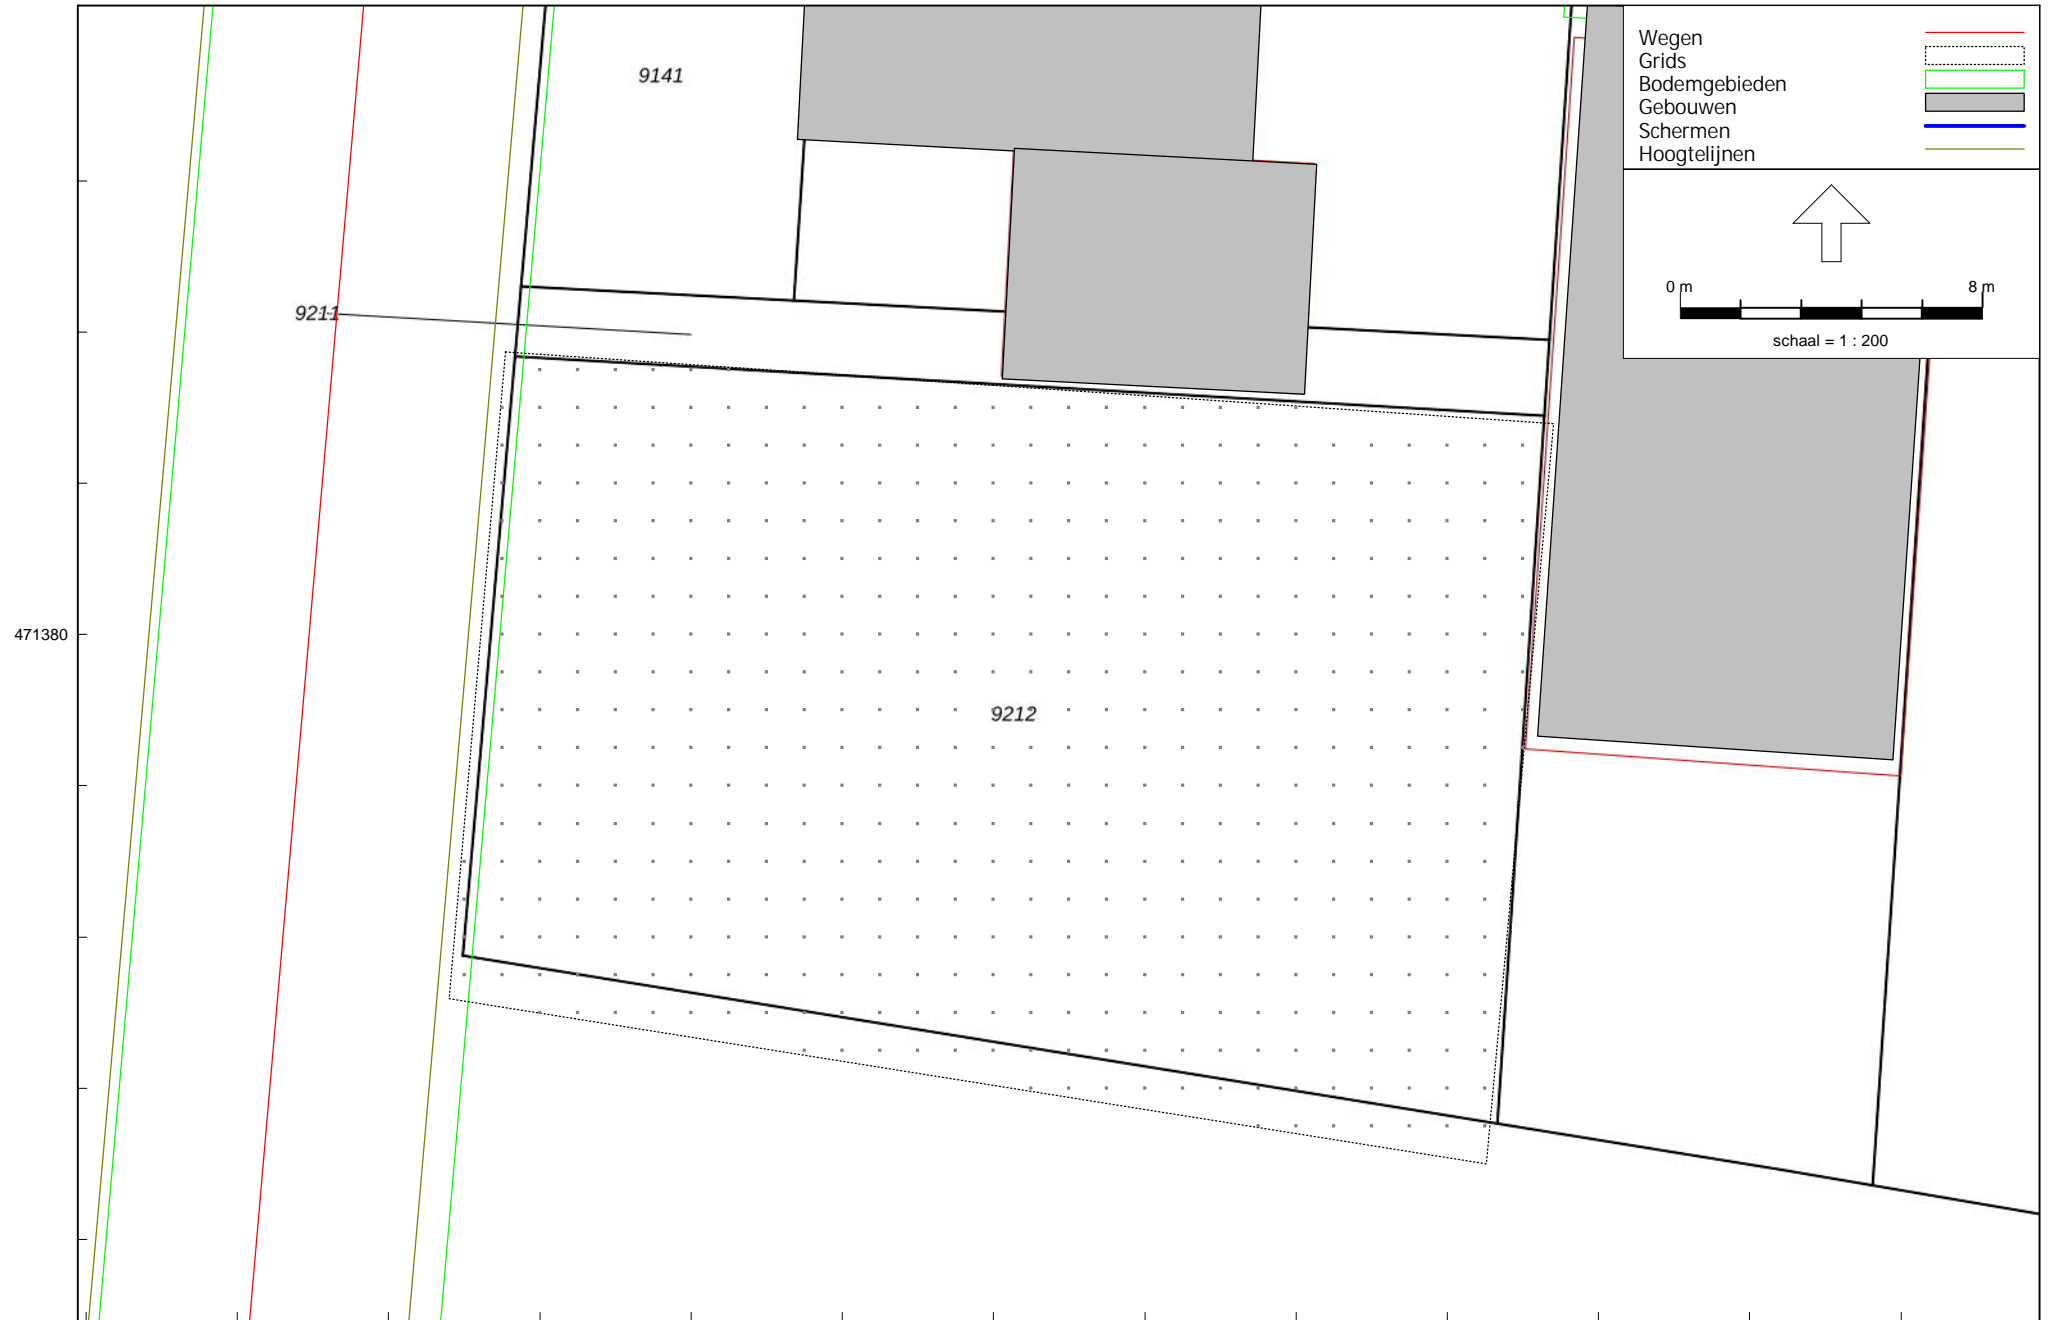 Wegen
Grids
Bodemgebieden
Gebouwen
Schermen
Hoogtelijnen
0 m 8 m
schaal = 1 : 200
9141
9211
471380
9212